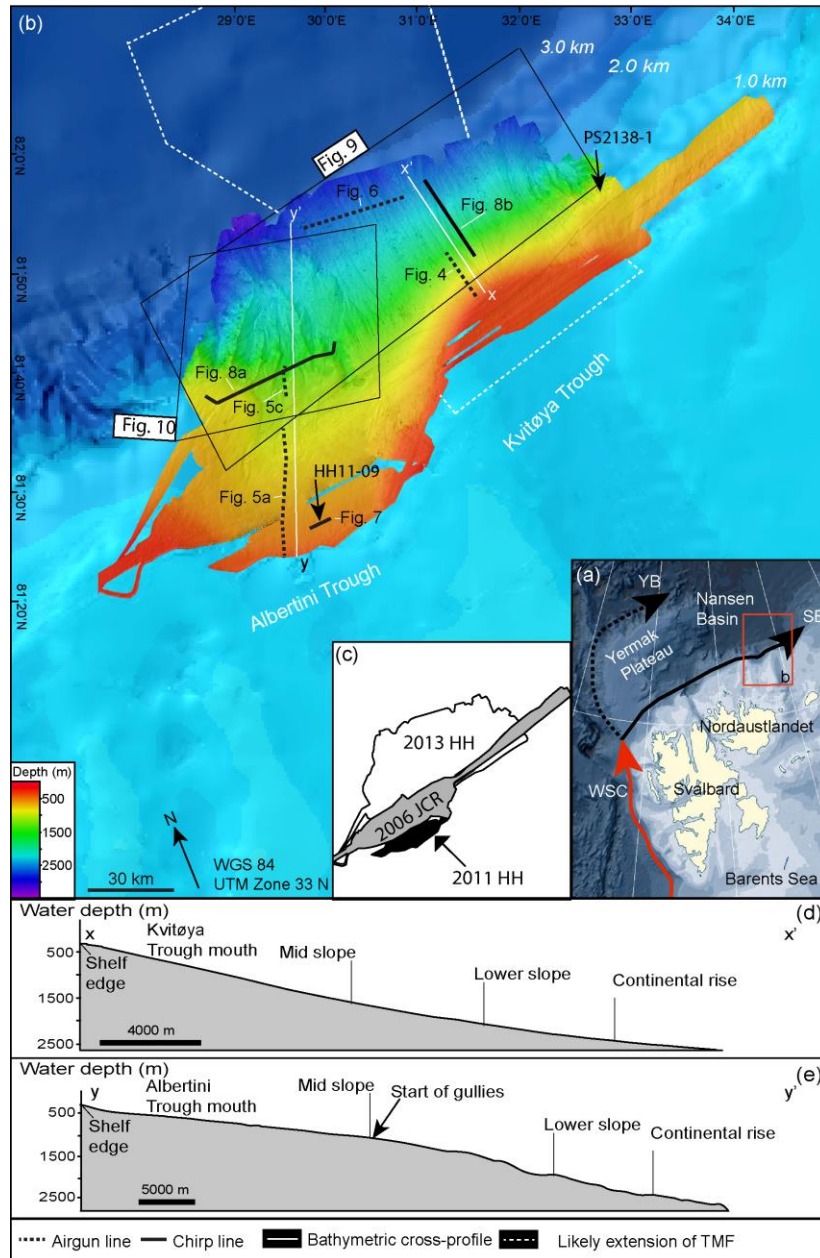 (b)
29°0'E 30°0'E 31°0'E 32°0'E 33°0'E 34°0'E
3.0 km
2.0 km
1.0 km
82°0'N
81°50'N
81°40'N
81°30'N
81°20'N
PS2138-1
Fig. 9
x'
Fig. 6
Fig. 8b
y'
Fig. 4
x
Fig. 8a
Fig. 5c
Kvitøya Trough
Fig. 10
HH11-09
Fig. 5a
Fig. 7
y
Albertini Trough
Depth (m)
500
1500
2500
N
30 km
WGS 84
UTM Zone 33 N
(c)
2013 HH
2006 JCR
2011 HH
(a)
YB
Nansen
Basin
Yermak
Plateau
b
Nordaustlandet
WSC
Svalbard
Barents Sea
Water depth (m) (d)
x Kvitøya x'
Trough mouth
Shelf
edge
Mid slope
Lower slope
Continental rise
500
1500
2500
4000 m
Water depth (m) (e)
y Albertini y'
Trough mouth
Shelf
edge
Mid slope
Start of gullies
Lower slope
Continental rise
500
1500
2500
5000 m
Airgun line Chirp line Bathymetric cross-profile Likely extension of TMF